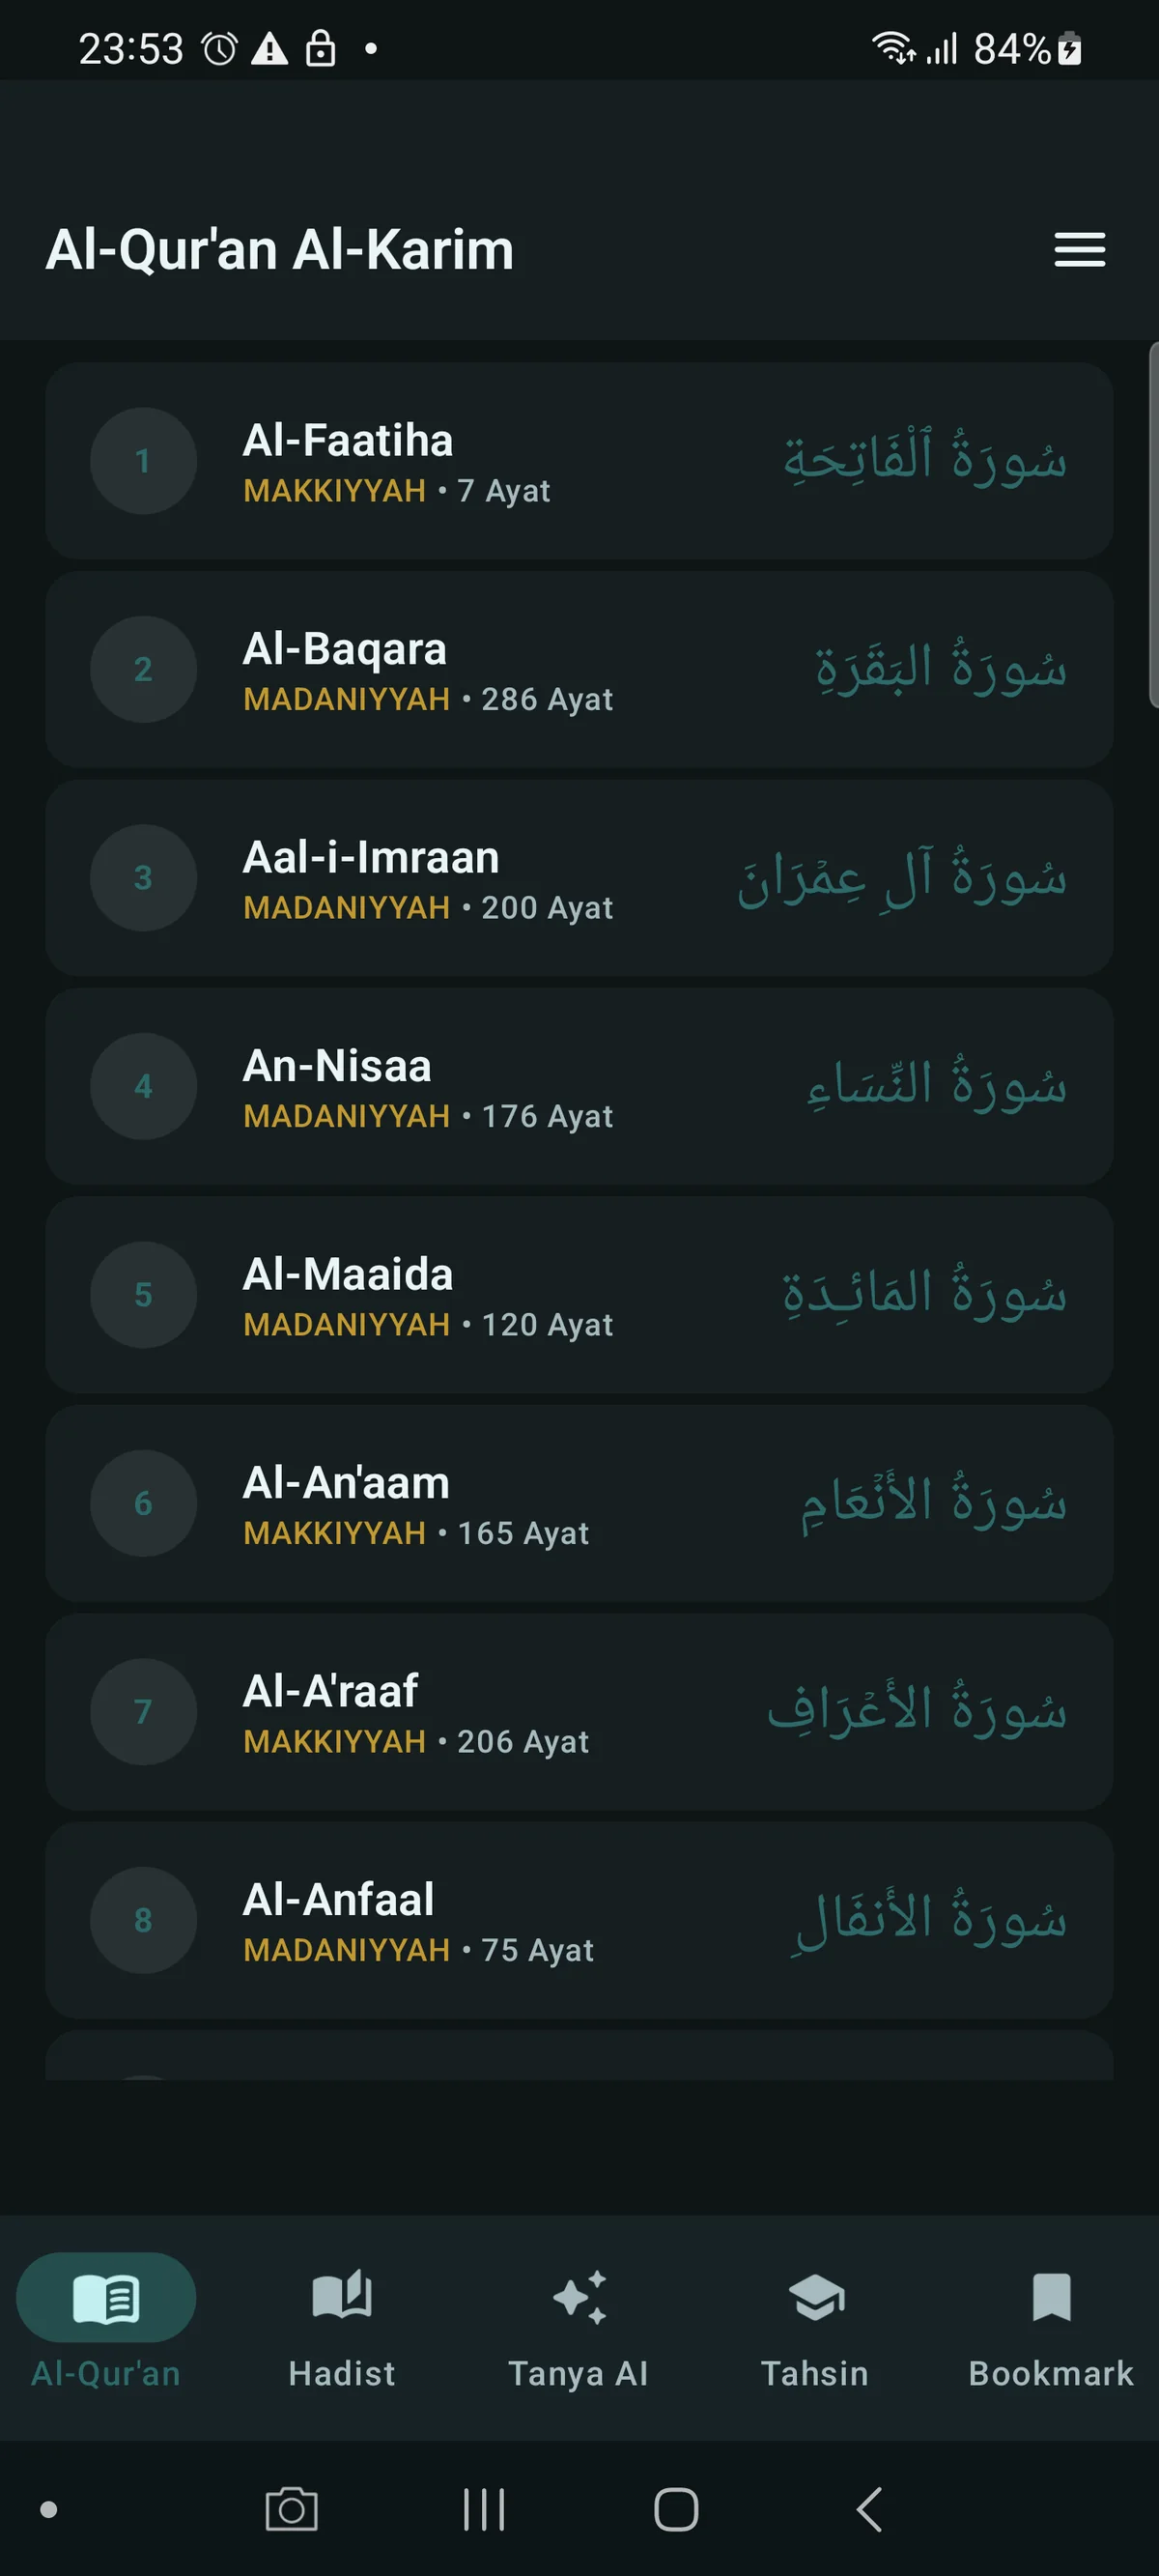 23:53
84%
Al-Qur'an Al-Karim
1
Al-Faatiha
MAKKIYYAH • 7 Ayat
سُورَةُ ٱلْفَاتِحَةِ
2
Al-Baqara
MADANIYYAH • 286 Ayat
سُورَةُ البَقَرَةِ
3
Aal-i-Imraan
MADANIYYAH • 200 Ayat
سُورَةُ آلِ عِمۡرَانَ
4
An-Nisaa
MADANIYYAH • 176 Ayat
سُورَةُ النِّسَاءِ
5
Al-Maaida
MADANIYYAH • 120 Ayat
سُورَةُ المَائـِدَةِ
6
Al-An'aam
MAKKIYYAH • 165 Ayat
سُورَةُ الأَنۡعَامِ
7
Al-A'raaf
MAKKIYYAH • 206 Ayat
سُورَةُ الأَعۡرَافِ
8
Al-Anfaal
MADANIYYAH • 75 Ayat
سُورَةُ الأَنفَالِ
Al-Qur'an
Hadist
Tanya AI
Tahsin
Bookmark